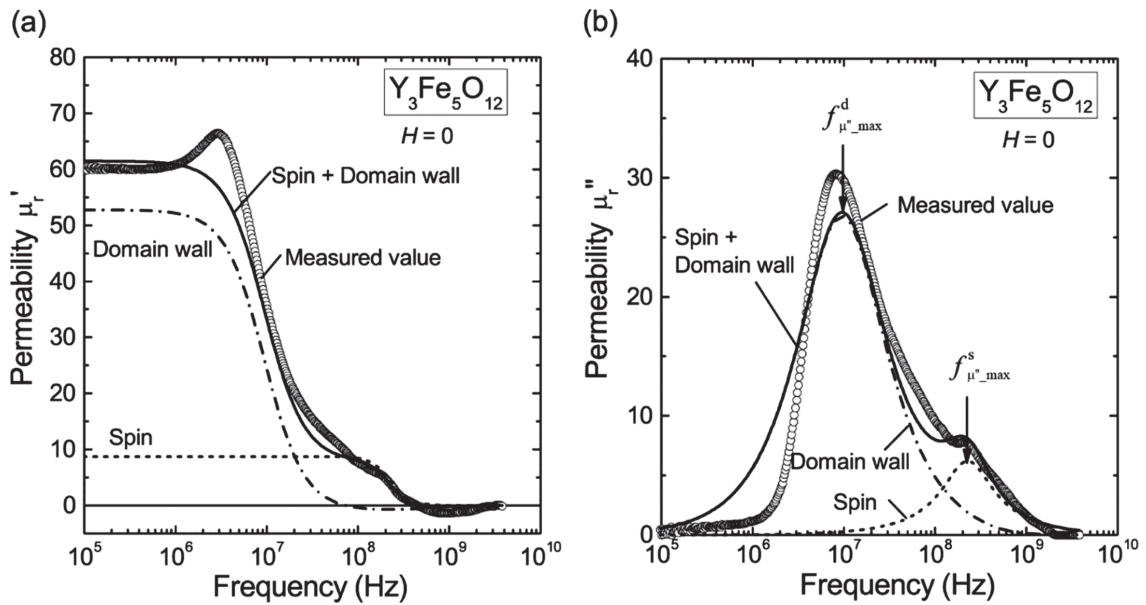 (a)
Permeability μr'
80
70
60
50
40
30
20
10
0
Y3Fe5O12
H = 0
Spin + Domain wall
Domain wall
Measured value
Spin
10^5 10^6 10^7 10^8 10^9 10^10
Frequency (Hz)
(b)
Permeability μr"
40
30
20
10
0
Y3Fe5O12
H = 0
f^d_μ"_max
Measured value
Spin +
Domain wall
f^s_μ"_max
Domain wall
Spin
10^5 10^6 10^7 10^8 10^9 10^10
Frequency (Hz)